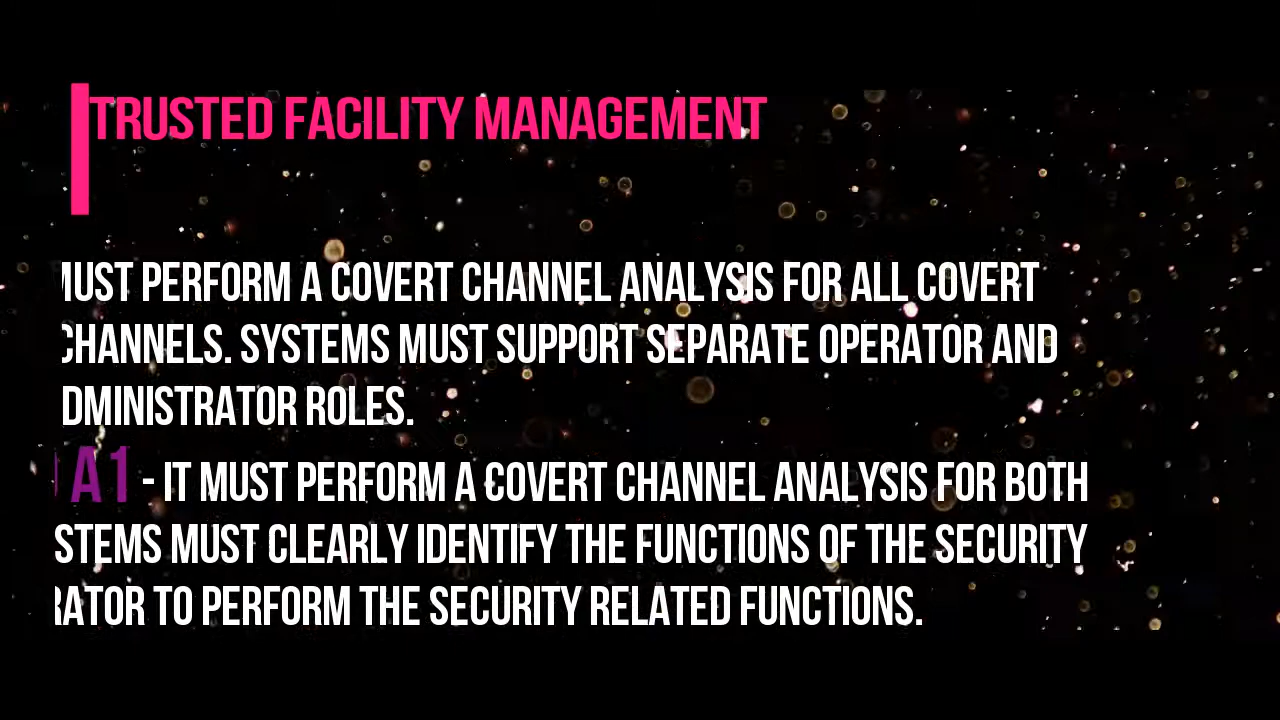 TRUSTED FACILITY MANAGEMENT
MUST PERFORM A COVERT CHANNEL ANALYSIS FOR ALL COVERT
CHANNELS. SYSTEMS MUST SUPPORT SEPARATE OPERATOR AND
DMINISTRATOR ROLES.
A1 - IT MUST PERFORM A COVERT CHANNEL ANALYSIS FOR BOTH
STEMS MUST CLEARLY IDENTIFY THE FUNCTIONS OF THE SECURITY
RATOR TO PERFORM THE SECURITY RELATED FUNCTIONS.